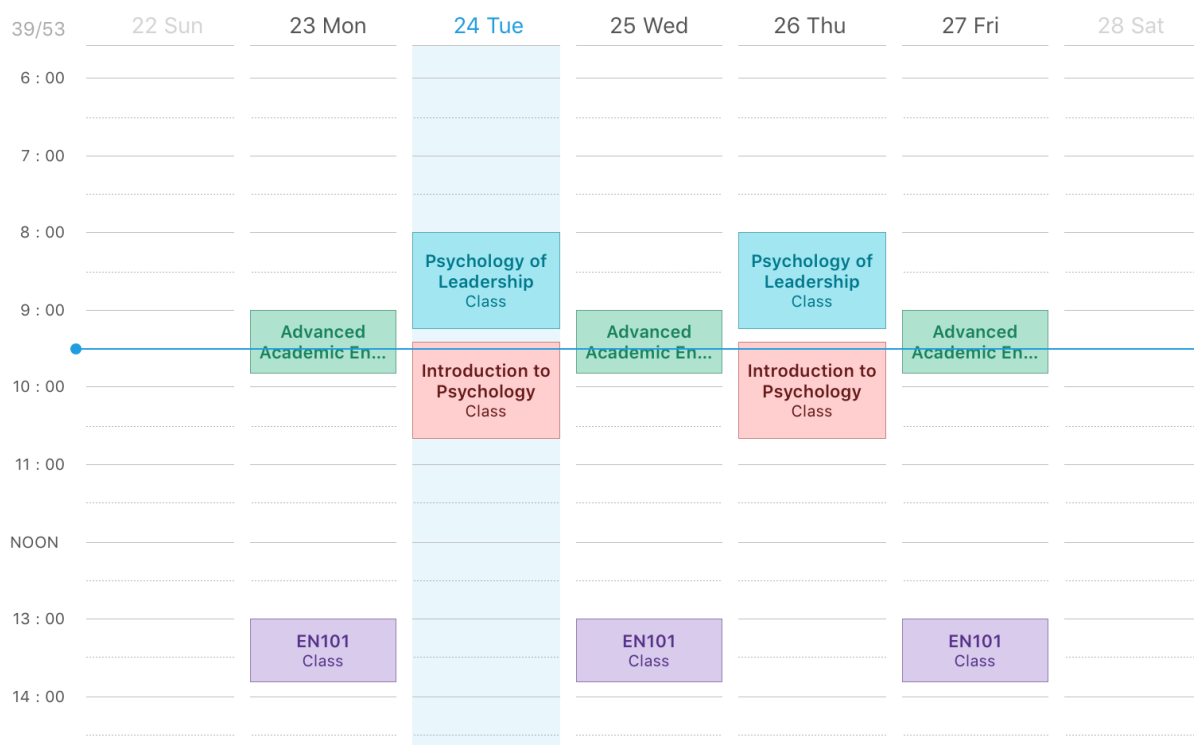 39/53
22 Sun
23 Mon
24 Tue
25 Wed
26 Thu
27 Fri
28 Sat
6 : 00
7 : 00
8 : 00
Psychology of
Leadership
Class
Psychology of
Leadership
Class
9 : 00
Advanced
Academic En...
Advanced
Academic En...
Advanced
Academic En...
Introduction to
Psychology
Class
Introduction to
Psychology
Class
10 : 00
11 : 00
NOON
13 : 00
EN101
Class
EN101
Class
EN101
Class
14 : 00